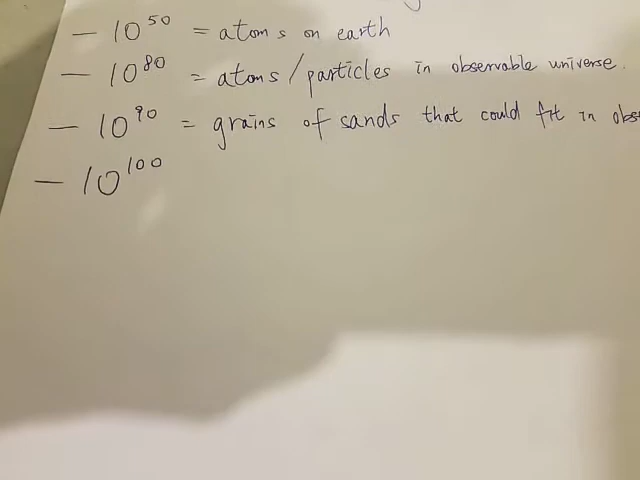 — 10^50 = atoms on earth
— 10^80 = atoms/particles in observable universe.
— 10^90 = grains of sands that could fit in
— 10^100